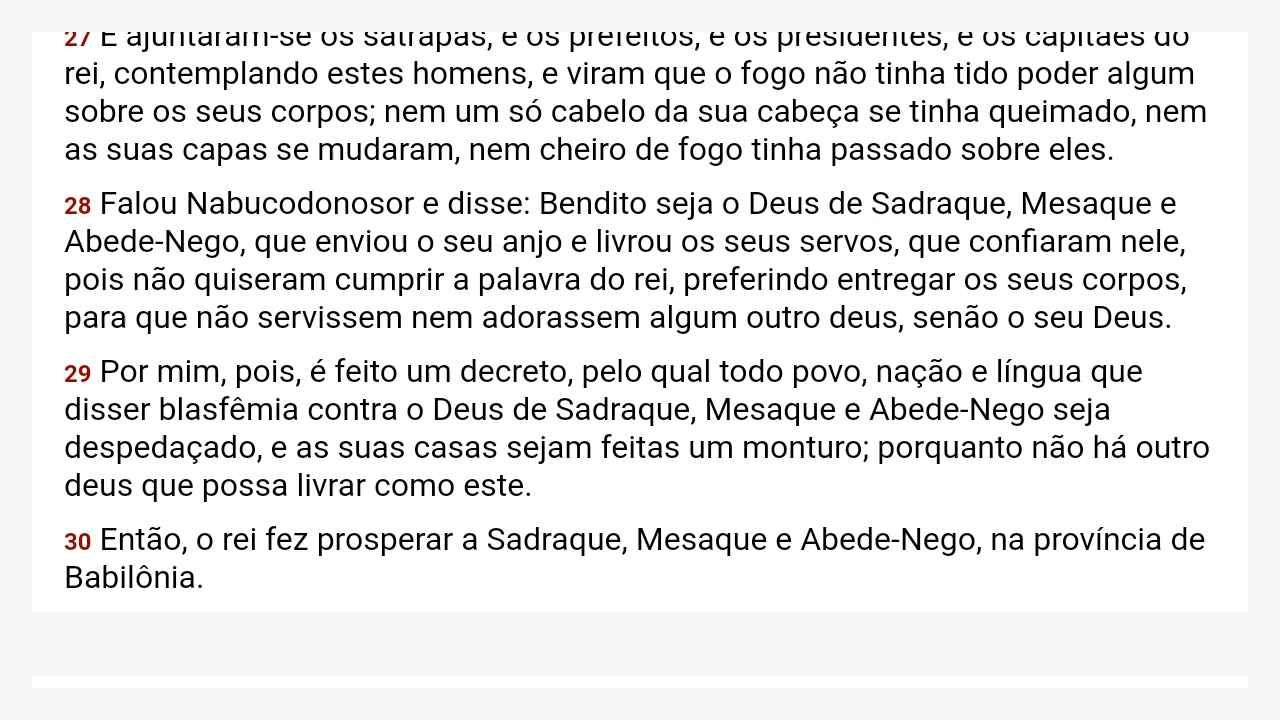 27 E ajuntaram-se os sátrapas, e os prefeitos, e os presidentes, e os capitães do
rei, contemplando estes homens, e viram que o fogo não tinha tido poder algum
sobre os seus corpos; nem um só cabelo da sua cabeça se tinha queimado, nem
as suas capas se mudaram, nem cheiro de fogo tinha passado sobre eles.
28 Falou Nabucodonosor e disse: Bendito seja o Deus de Sadraque, Mesaque e
Abede-Nego, que enviou o seu anjo e livrou os seus servos, que confiaram nele,
pois não quiseram cumprir a palavra do rei, preferindo entregar os seus corpos,
para que não servissem nem adorassem algum outro deus, senão o seu Deus.
29 Por mim, pois, é feito um decreto, pelo qual todo povo, nação e língua que
disser blasfêmia contra o Deus de Sadraque, Mesaque e Abede-Nego seja
despedaçado, e as suas casas sejam feitas um monturo; porquanto não há outro
deus que possa livrar como este.
30 Então, o rei fez prosperar a Sadraque, Mesaque e Abede-Nego, na província de
Babilônia.